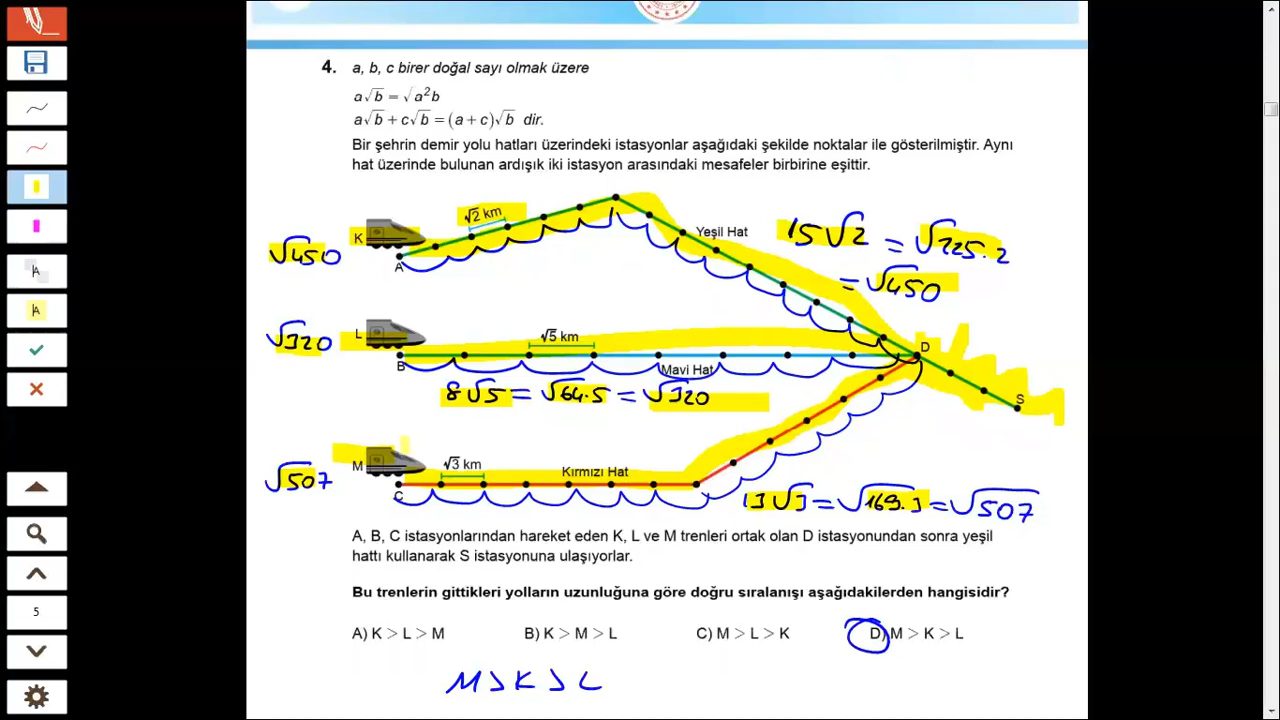 4. a, b, c birer doğal sayı olmak üzere
a√b = √a²b
a√b + c√b = (a + c)√b dir.
Bir şehrin demir yolu hatları üzerindeki istasyonlar aşağıdaki şekilde noktalar ile gösterilmiştir. Aynı
hat üzerinde bulunan ardışık iki istasyon arasındaki mesafeler birbirine eşittir.
√2 km
K
A
Yeşil Hat
15√2 = √225.2
= √450
√450
L
B
√5 km
Mavi Hat
D
S
√320
8√5 = √64.5 = √320
M
C
√3 km
Kırmızı Hat
√507
13√3 = √169.3 = √507
A, B, C istasyonlarından hareket eden K, L ve M trenleri ortak olan D istasyonundan sonra yeşil
hattı kullanarak S istasyonuna ulaşıyorlar.
Bu trenlerin gittikleri yolların uzunluğuna göre doğru sıralanışı aşağıdakilerden hangisidir?
A) K > L > M B) K > M > L C) M > L > K D) M > K > L
M > K > L
A
A
5